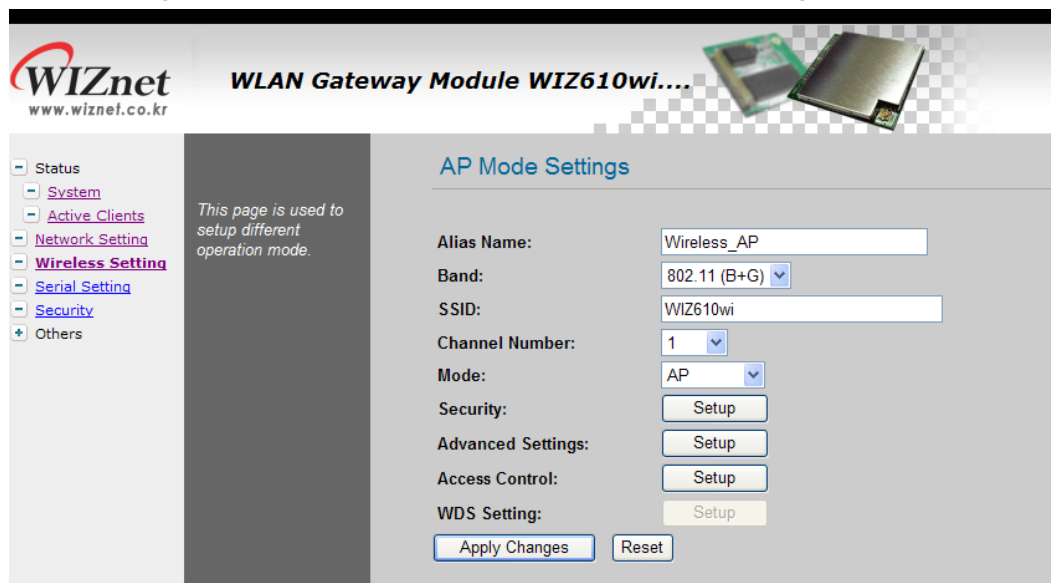 WIZnet
www.wiznet.co.kr
WLAN Gateway Module WIZ610wi....
Status
System
Active Clients
Network Setting
Wireless Setting
Serial Setting
Security
Others
This page is used to
setup different
operation mode.
AP Mode Settings
Alias Name: Wireless_AP
Band: 802.11 (B+G)
SSID: WIZ610wi
Channel Number: 1
Mode: AP
Security: Setup
Advanced Settings: Setup
Access Control: Setup
WDS Setting: Setup
Apply Changes Reset